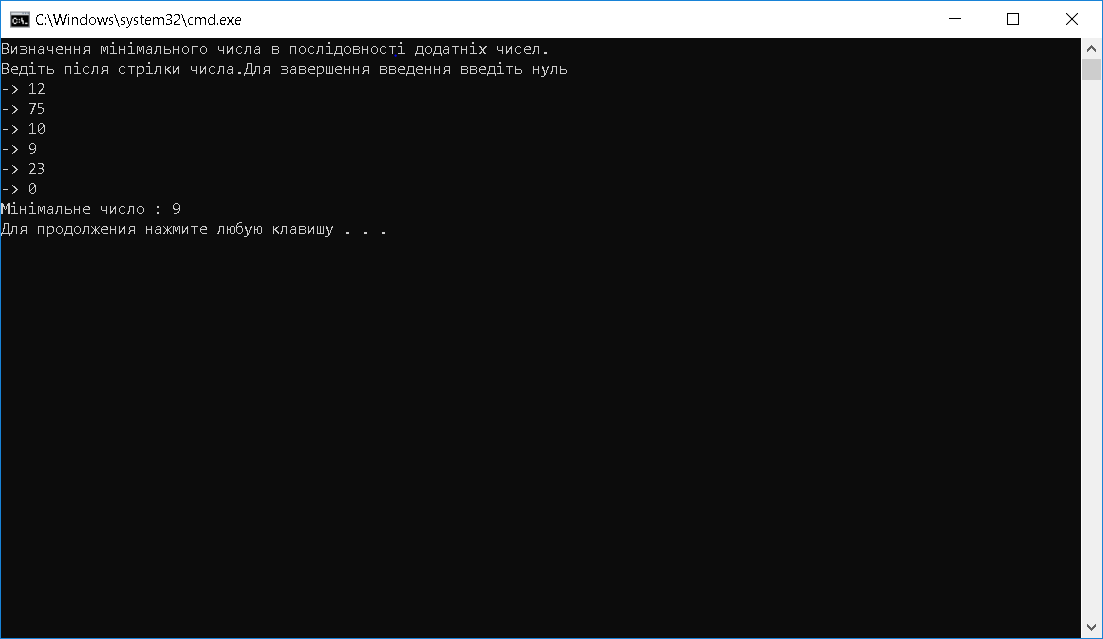 C:\Windows\system32\cmd.exe
Визначення мінімального числа в послідовності додатніх чисел.
Ведіть після стрілки числа.Для завершення введення введіть нуль
-> 12
-> 75
-> 10
-> 9
-> 23
-> 0
Мінімальне число : 9
Для продолжения нажмите любую клавишу . . .